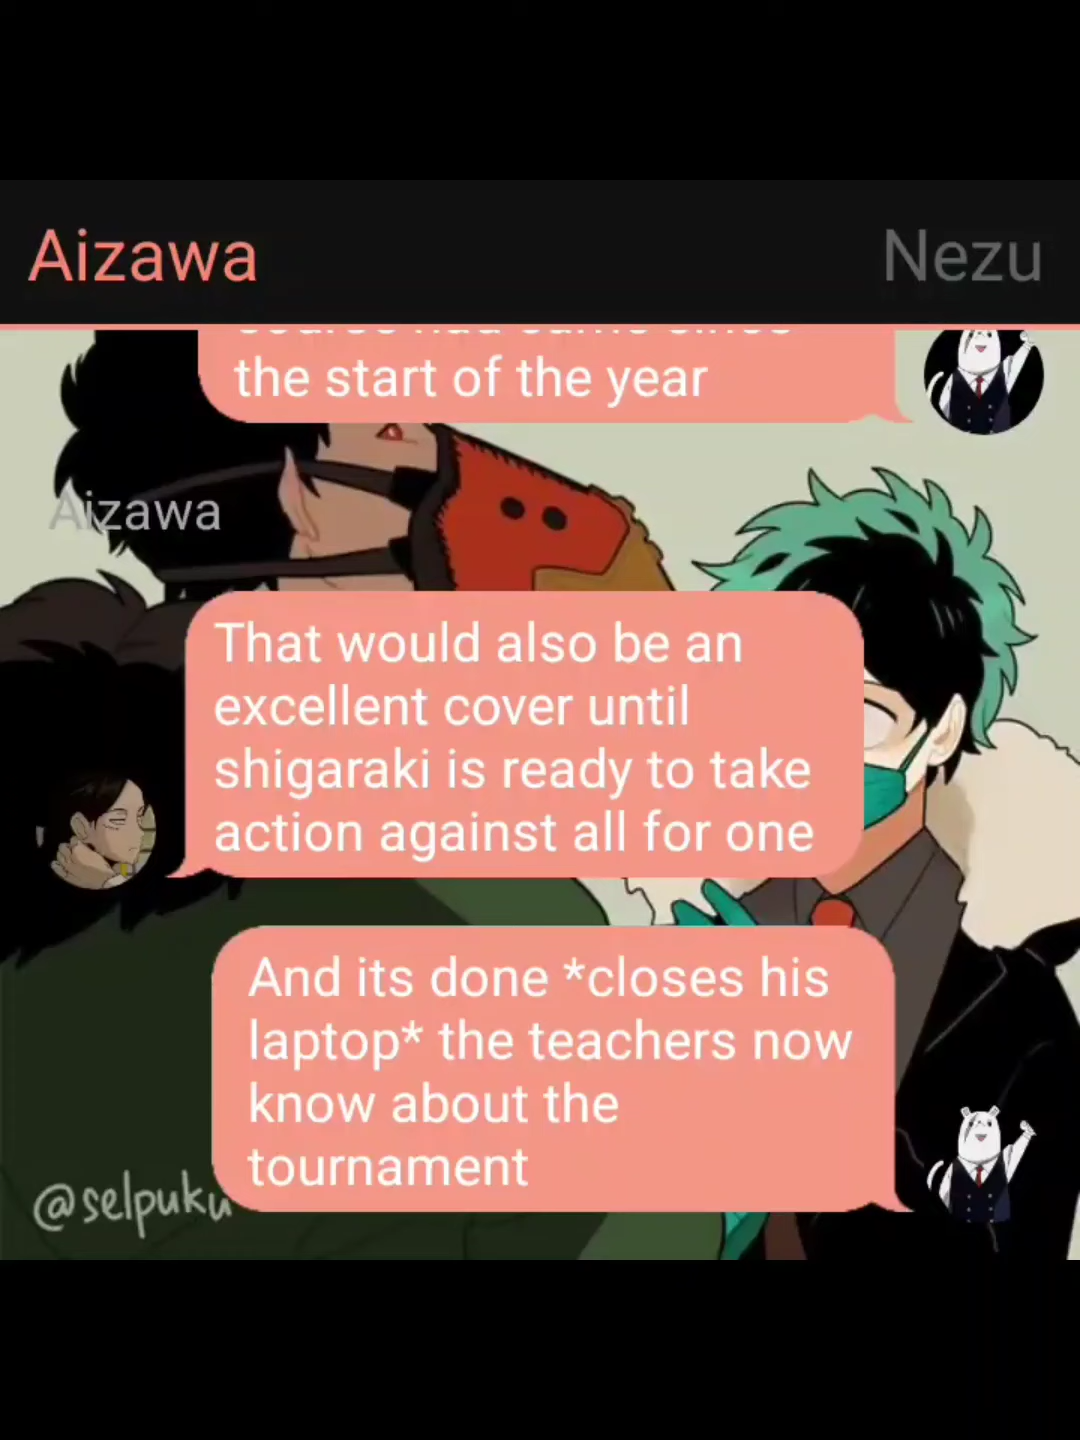 Aizawa Nezu
the start of the year
Aizawa
That would also be an
excellent cover until
shigaraki is ready to take
action against all for one
And its done *closes his
laptop* the teachers now
know about the
tournament
@selpuku